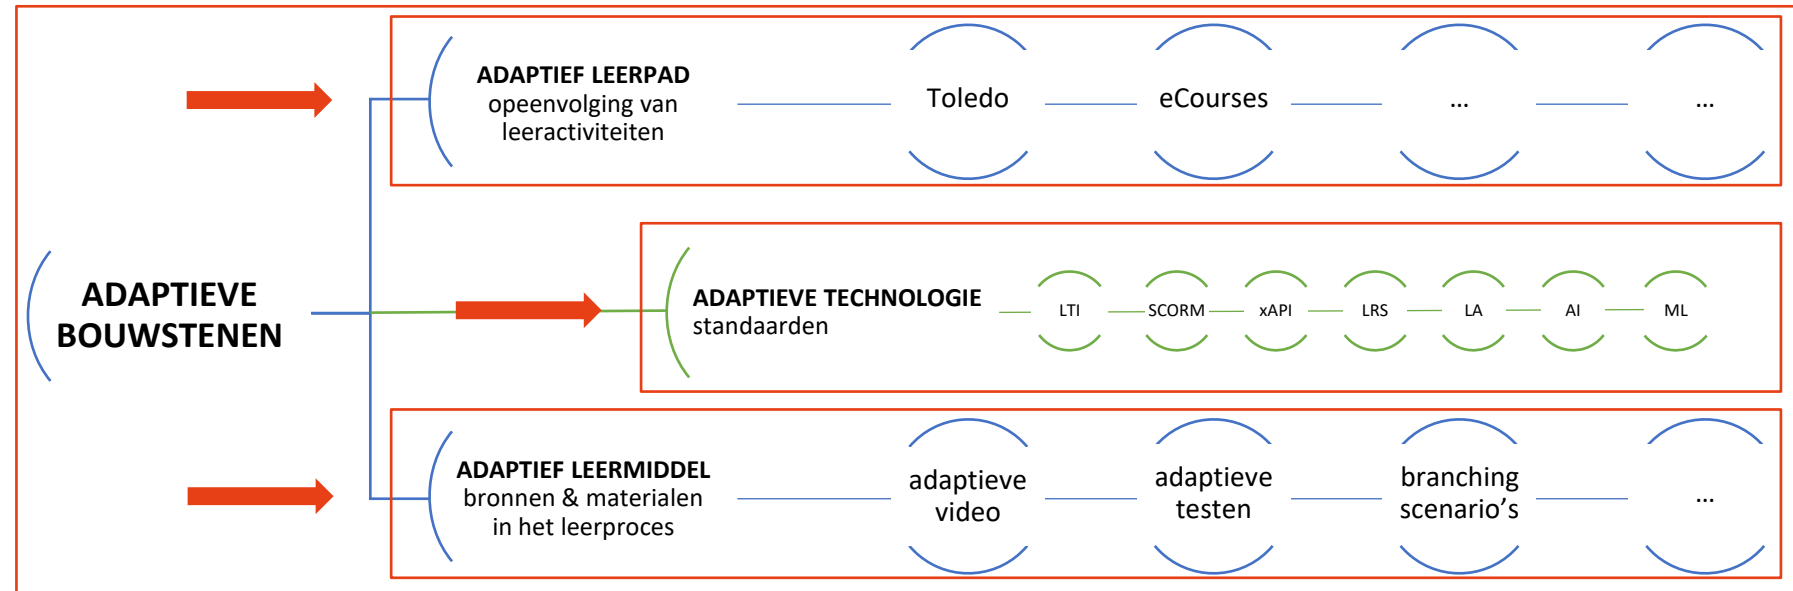 ADAPTIEF LEERPAD
opeenvolging van
leeractiviteiten
Toledo
eCourses
...
...
ADAPTIEVE
BOUWSTENEN
ADAPTIEVE TECHNOLOGIE
standaarden
LTI
SCORM
xAPI
LRS
LA
AI
ML
ADAPTIEF LEERMIDDEL
bronnen & materialen
in het leerproces
adaptieve
video
adaptieve
testen
branching
scenario’s
...